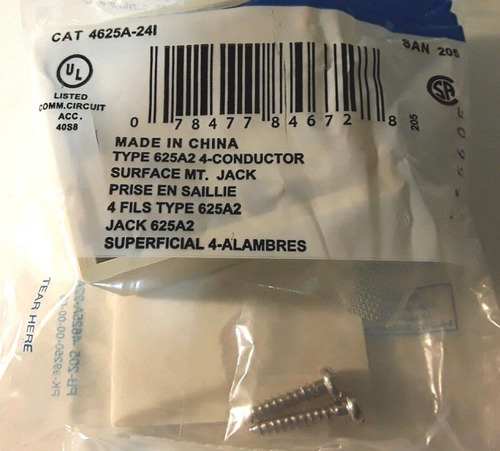 CAT 4625A-24I
SAN 205
UL
LISTED
COMM.CIRCUIT
ACC.
40S8
0 78477 84672 8
205
MADE IN CHINA
TYPE 625A2 4-CONDUCTOR
SURFACE MT. JACK
PRISE EN SAILLIE
4 FILS TYPE 625A2
JACK 625A2
SUPERFICIAL 4-ALAMBRES
TEAR HERE